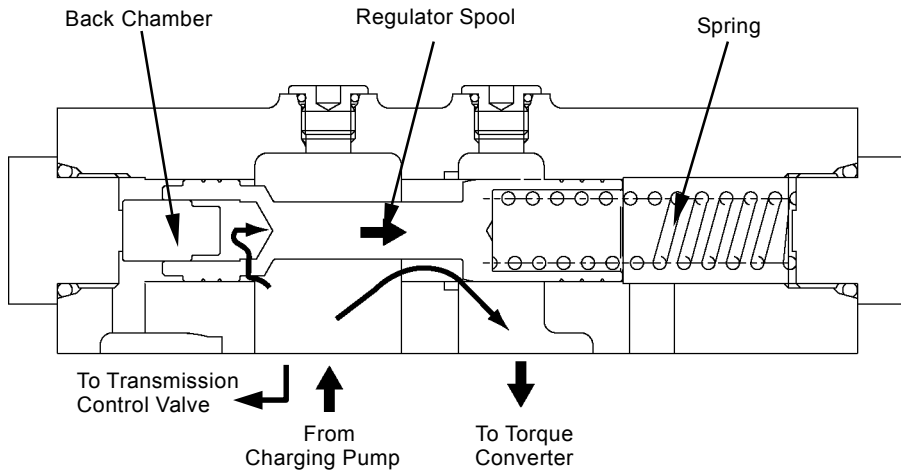 Back Chamber
Regulator Spool
Spring
To Transmission
Control Valve
From
Charging Pump
To Torque
Converter